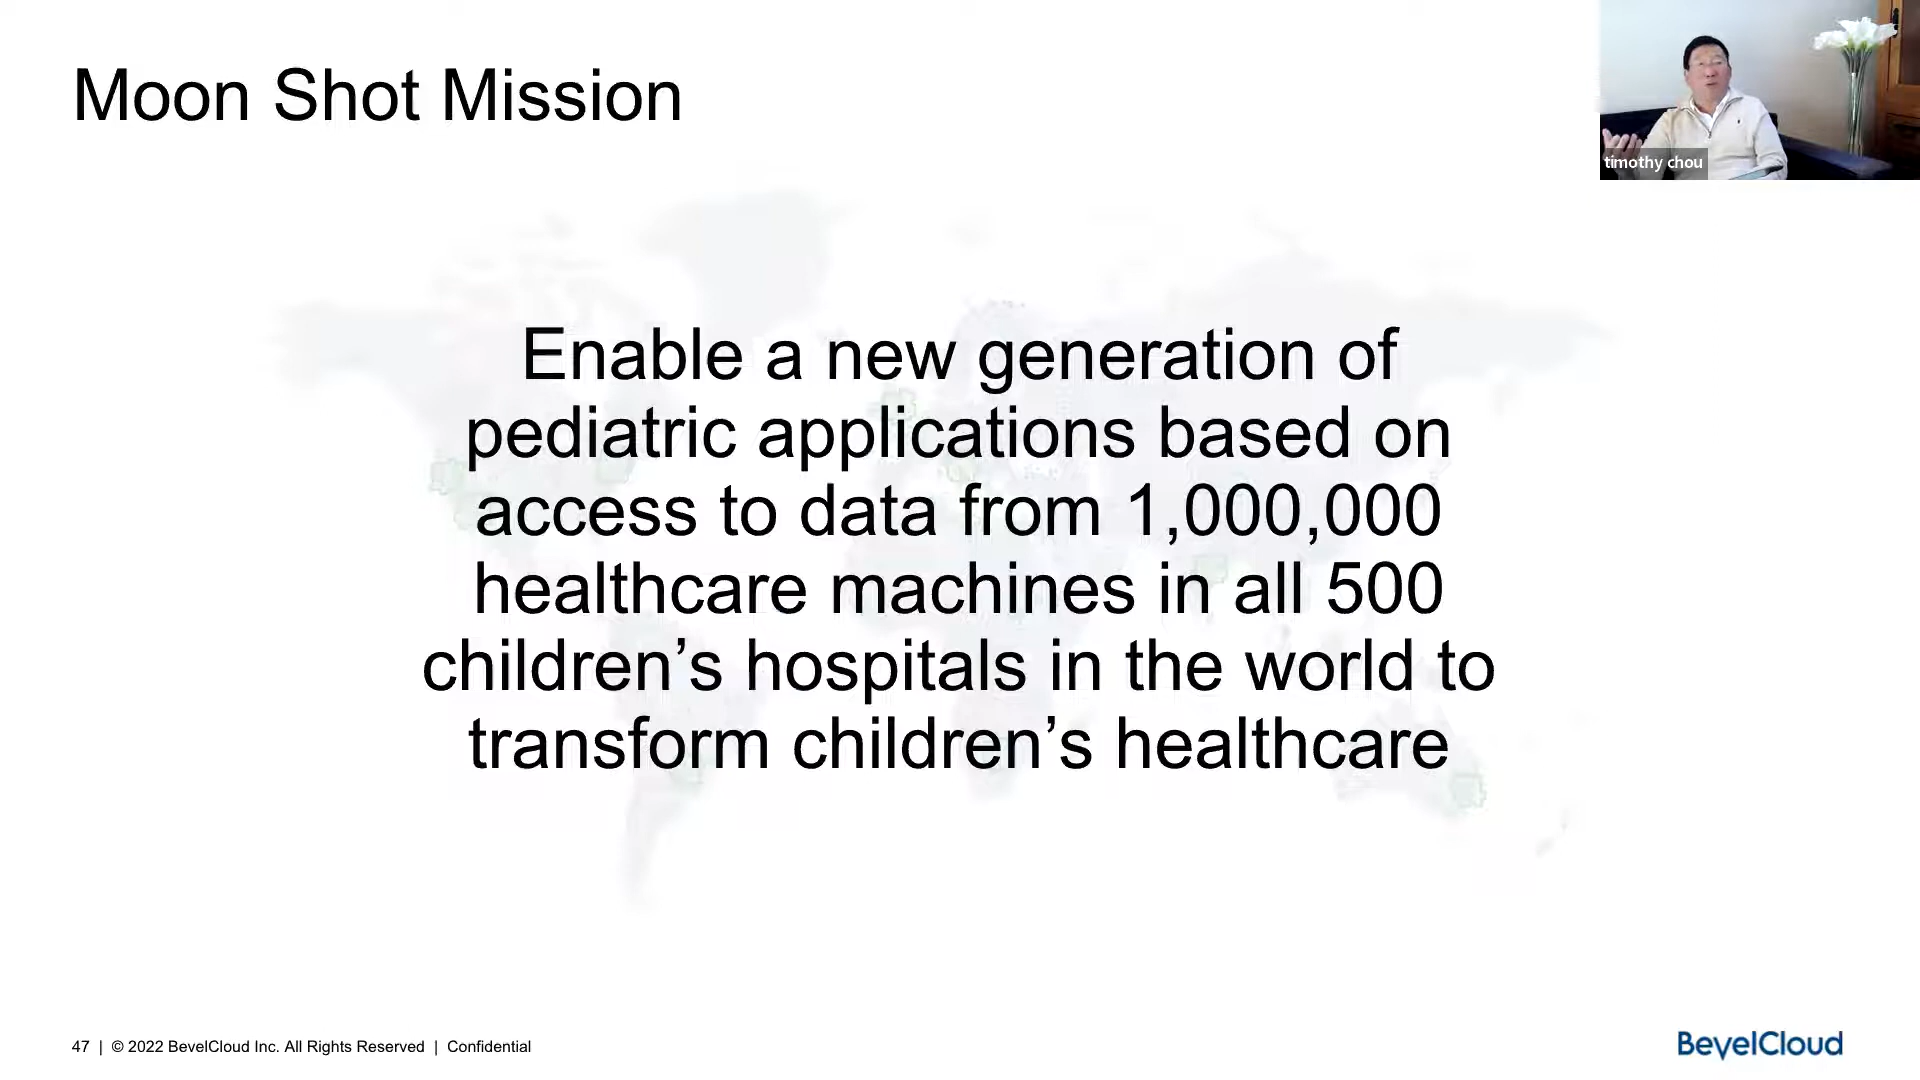 Moon Shot Mission
timothy chou
Enable a new generation of
pediatric applications based on
access to data from 1,000,000
healthcare machines in all 500
children’s hospitals in the world to
transform children’s healthcare
47 | © 2022 BevelCloud Inc. All Rights Reserved | Confidential
BevelCloud